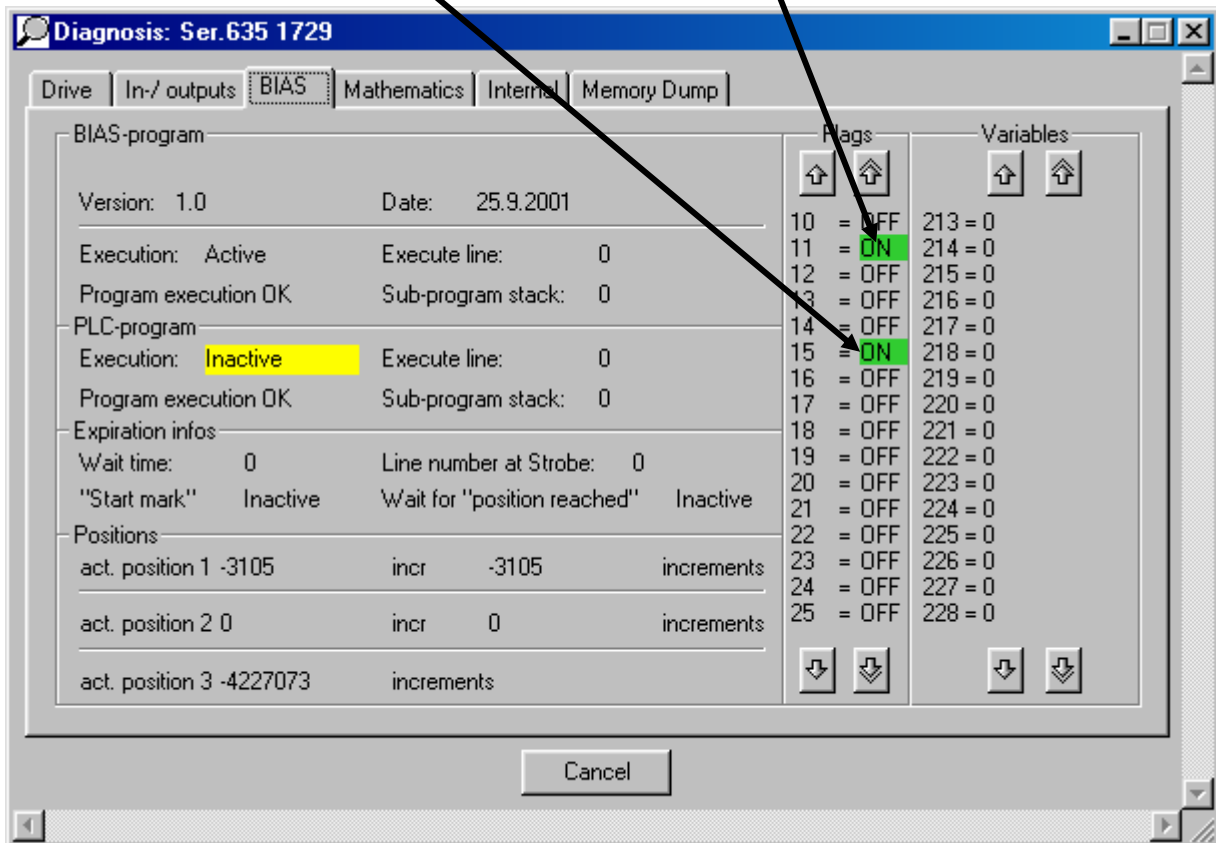 Diagnosis: Ser.635 1729
Drive In-/ outputs BIAS Mathematics Internal Memory Dump
BIAS-program
Version: 1.0 Date: 25.9.2001
Execution: Active Execute line: 0
Program execution OK Sub-program stack: 0
PLC-program
Execution: Inactive Execute line: 0
Program execution OK Sub-program stack: 0
Expiration infos
Wait time: 0 Line number at Strobe: 0
"Start mark" Inactive Wait for "position reached" Inactive
Positions
act. position 1 -3105 incr -3105 increments
act. position 2 0 incr 0 increments
act. position 3 -4227073 increments
Flags
10 = OFF
11 = ON
12 = OFF
13 = OFF
14 = OFF
15 = ON
16 = OFF
17 = OFF
18 = OFF
19 = OFF
20 = OFF
21 = OFF
22 = OFF
23 = OFF
24 = OFF
25 = OFF
Variables
213 = 0
214 = 0
215 = 0
216 = 0
217 = 0
218 = 0
219 = 0
220 = 0
221 = 0
222 = 0
223 = 0
224 = 0
225 = 0
226 = 0
227 = 0
228 = 0
Cancel